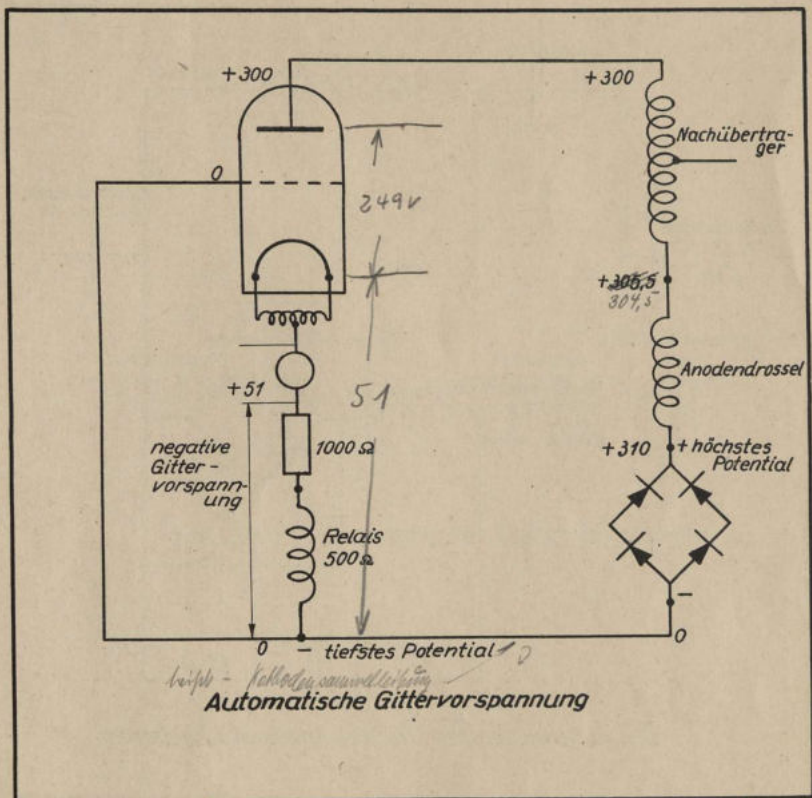 +300
+300
Nachübertra-
ger
0
249V
+305,5
304,5
Anodendrossel
+51
51
negative
Gitter-
vorspann-
ung
1000 Ω
+310
+ höchstes
Potential
Relais
500Ω
−
0
0 − tiefstes Potential
Kathodensammelleitung
Automatische Gittervorspannung